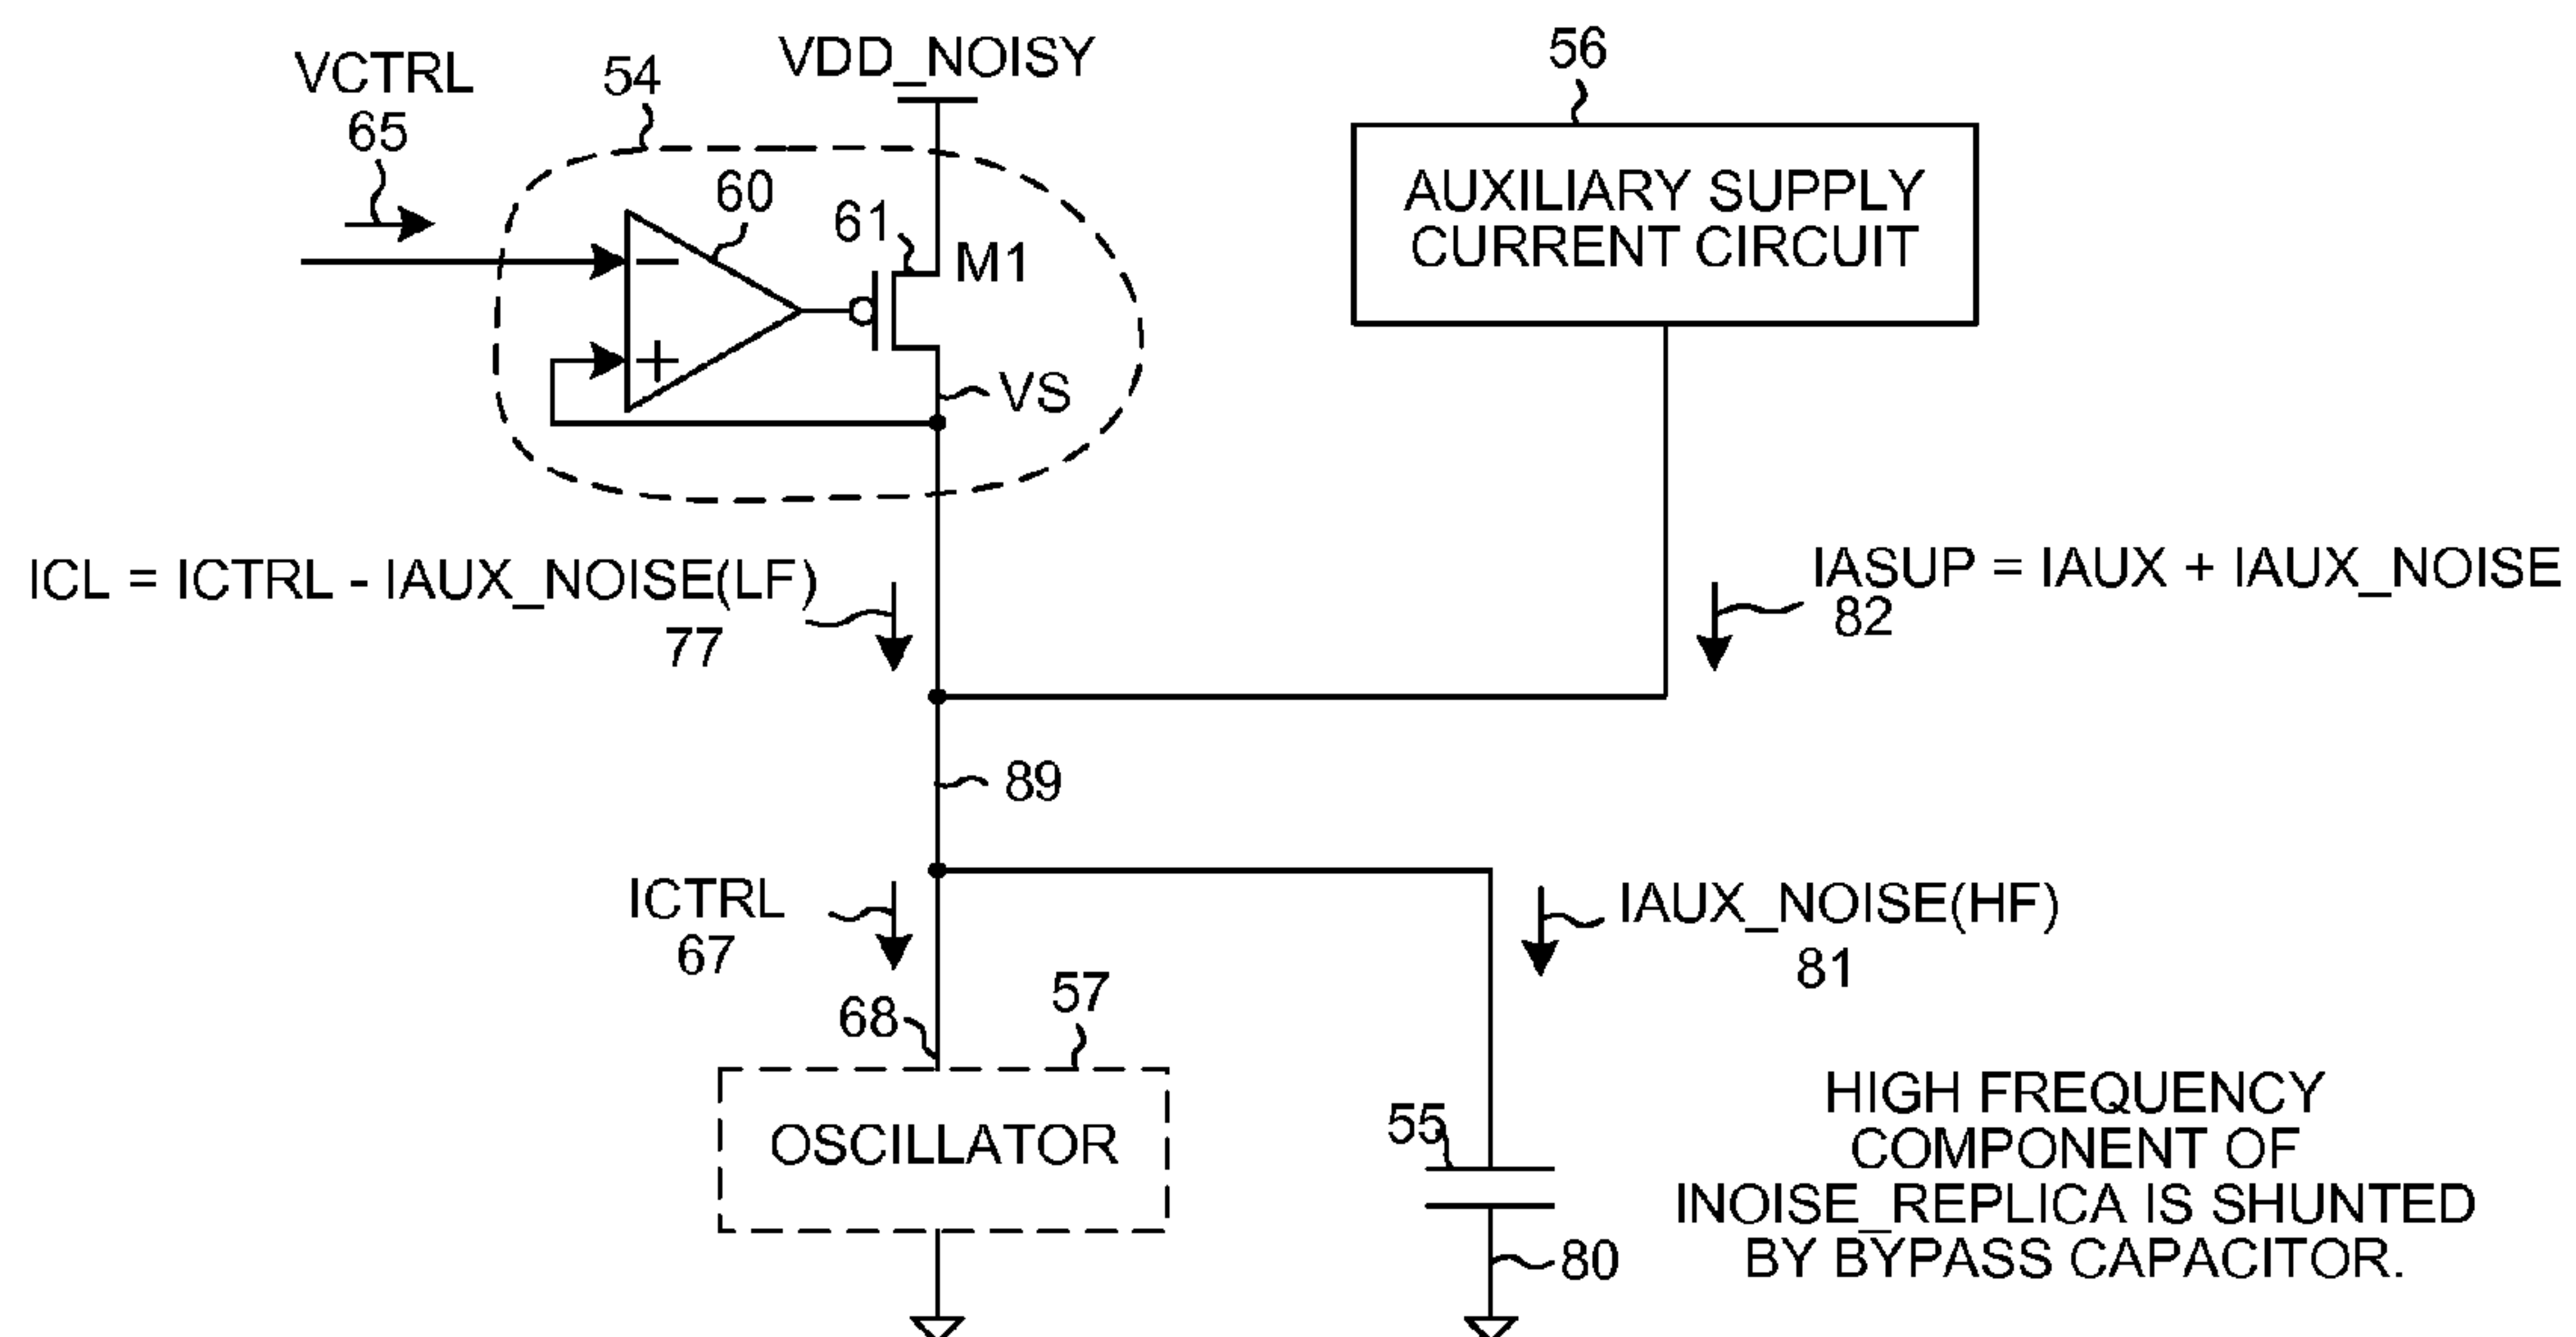 VCTRL
65
54
VDD_NOISY
56
60
61
M1
AUXILIARY SUPPLY
CURRENT CIRCUIT
−
+
VS
ICL = ICTRL - IAUX_NOISE(LF)
77
IASUP = IAUX + IAUX_NOISE
82
89
ICTRL
67
IAUX_NOISE(HF)
81
68
57
OSCILLATOR
55
80
HIGH FREQUENCY
COMPONENT OF
INOISE_REPLICA IS SHUNTED
BY BYPASS CAPACITOR.